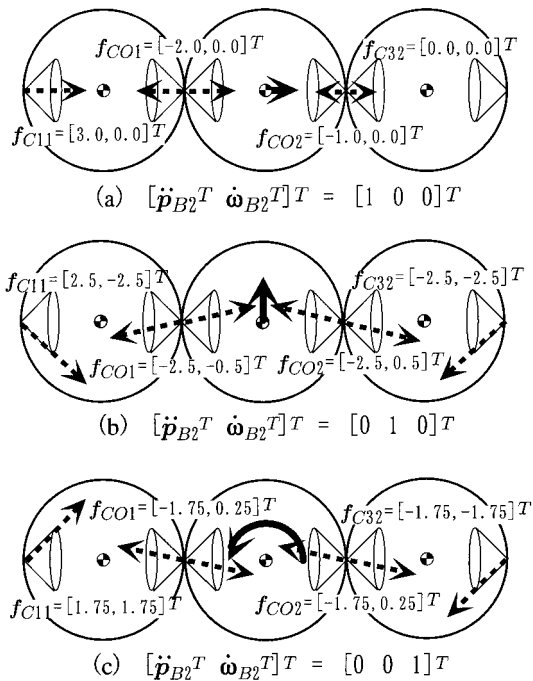 f_CO1=[-2.0,0.0]^T
f_C32=[0.0,0.0]^T
f_C11=[3.0,0.0]^T
f_CO2=[-1.0,0.0]^T
(a) [p̈_B2^T ω̇_B2^T]^T = [1 0 0]^T
f_C11=[2.5,-2.5]^T
f_C32=[-2.5,-2.5]^T
f_CO1=[-2.5,-0.5]^T
f_CO2=[-2.5,0.5]^T
(b) [p̈_B2^T ω̇_B2^T]^T = [0 1 0]^T
f_CO1=[-1.75,0.25]^T
f_C32=[-1.75,-1.75]^T
f_C11=[1.75,1.75]^T
f_CO2=[-1.75,0.25]^T
(c) [p̈_B2^T ω̇_B2^T]^T = [0 0 1]^T